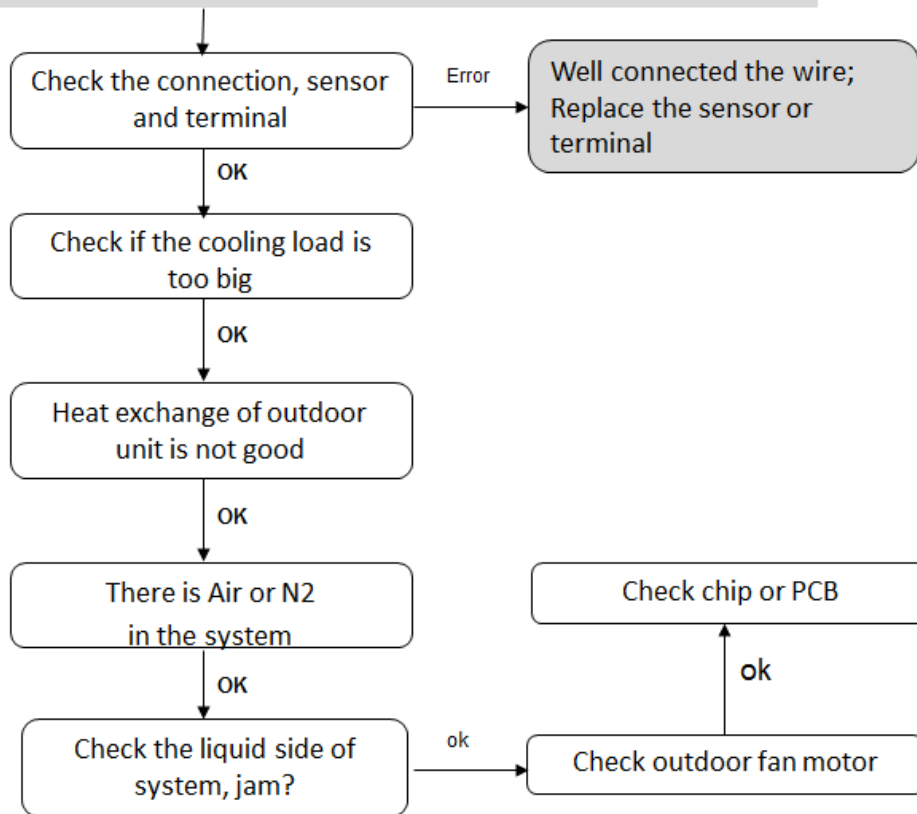 Check the connection, sensor
and terminal
Error
Well connected the wire;
Replace the sensor or
terminal
OK
Check if the cooling load is
too big
OK
Heat exchange of outdoor
unit is not good
OK
There is Air or N2
in the system
Check chip or PCB
OK
ok
Check the liquid side of
system, jam?
ok
Check outdoor fan motor